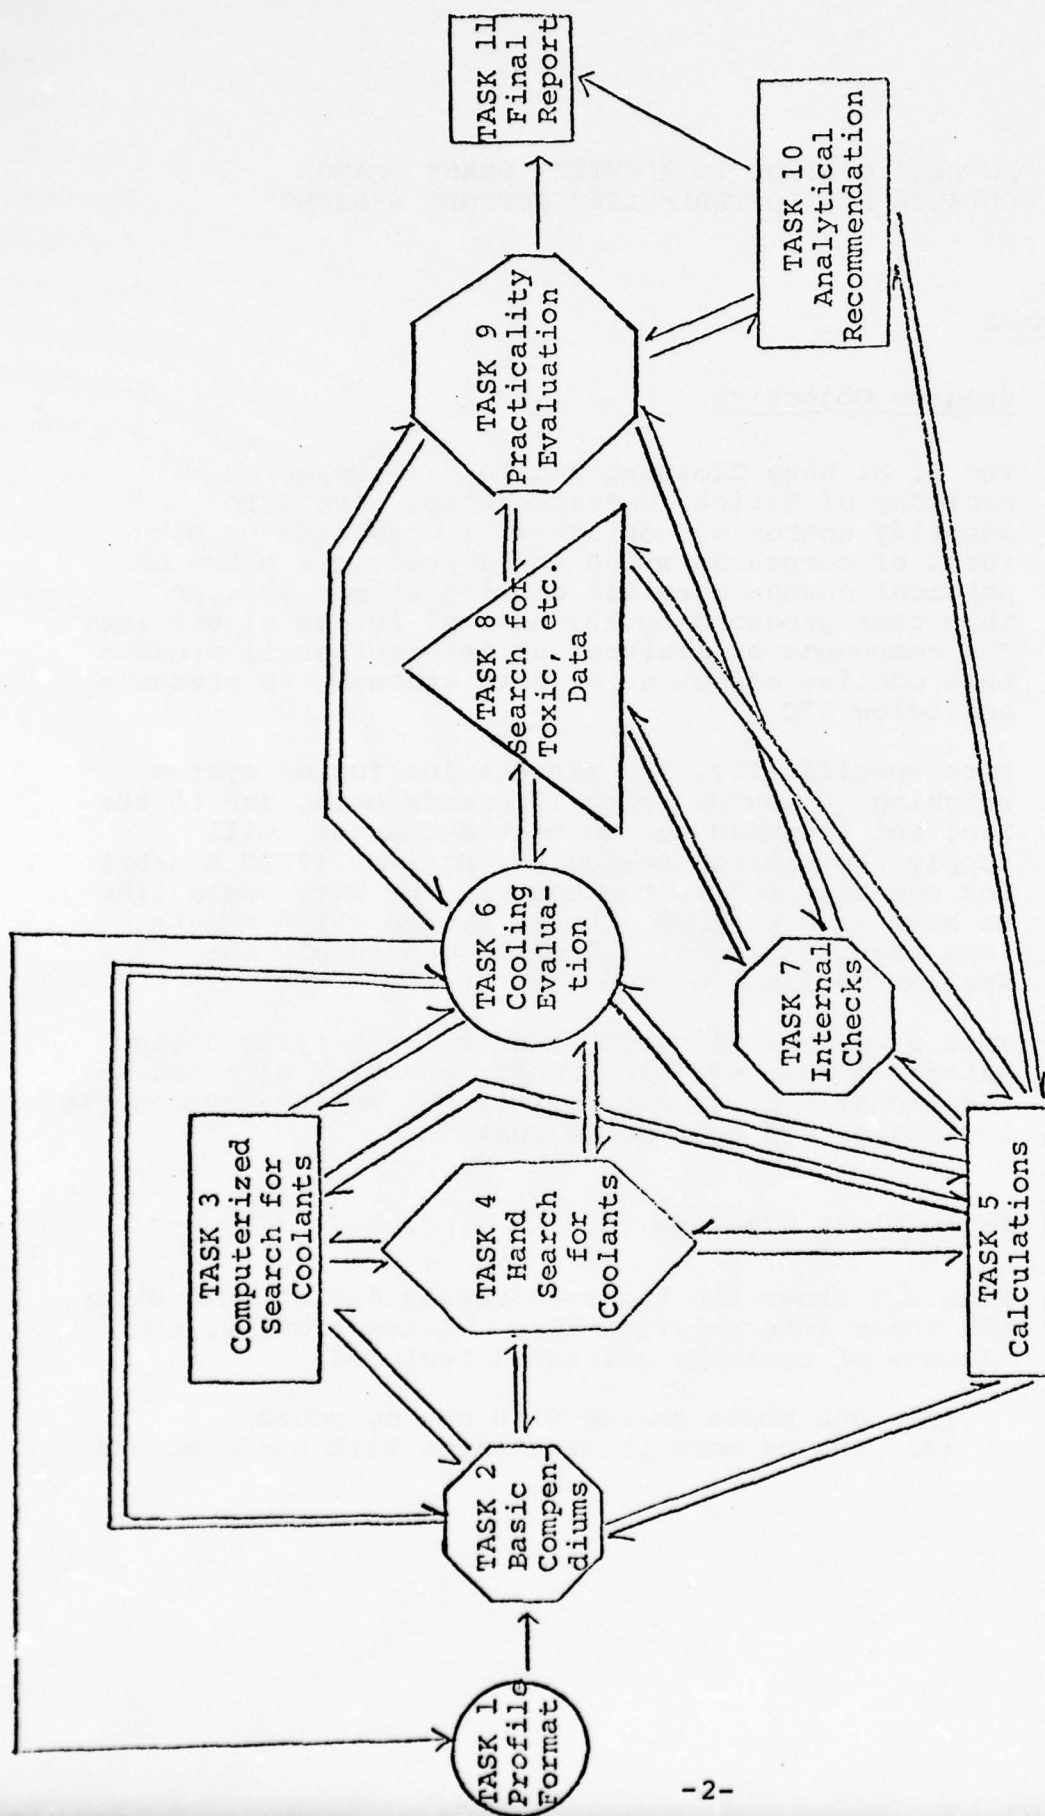 TASK 1
Profile
Format
TASK 2
Basic
Compen-
diums
TASK 3
Computerized
Search for
Coolants
TASK 4
Hand
Search
for
Coolants
TASK 5
Calculations
TASK 6
Cooling
Evalua-
tion
TASK 7
Internal
Checks
TASK 8
Search for
Toxic, etc.
Data
TASK 9
Practicality
Evaluation
TASK 10
Analytical
Recommendation
TASK 11
Final
Report
-2-